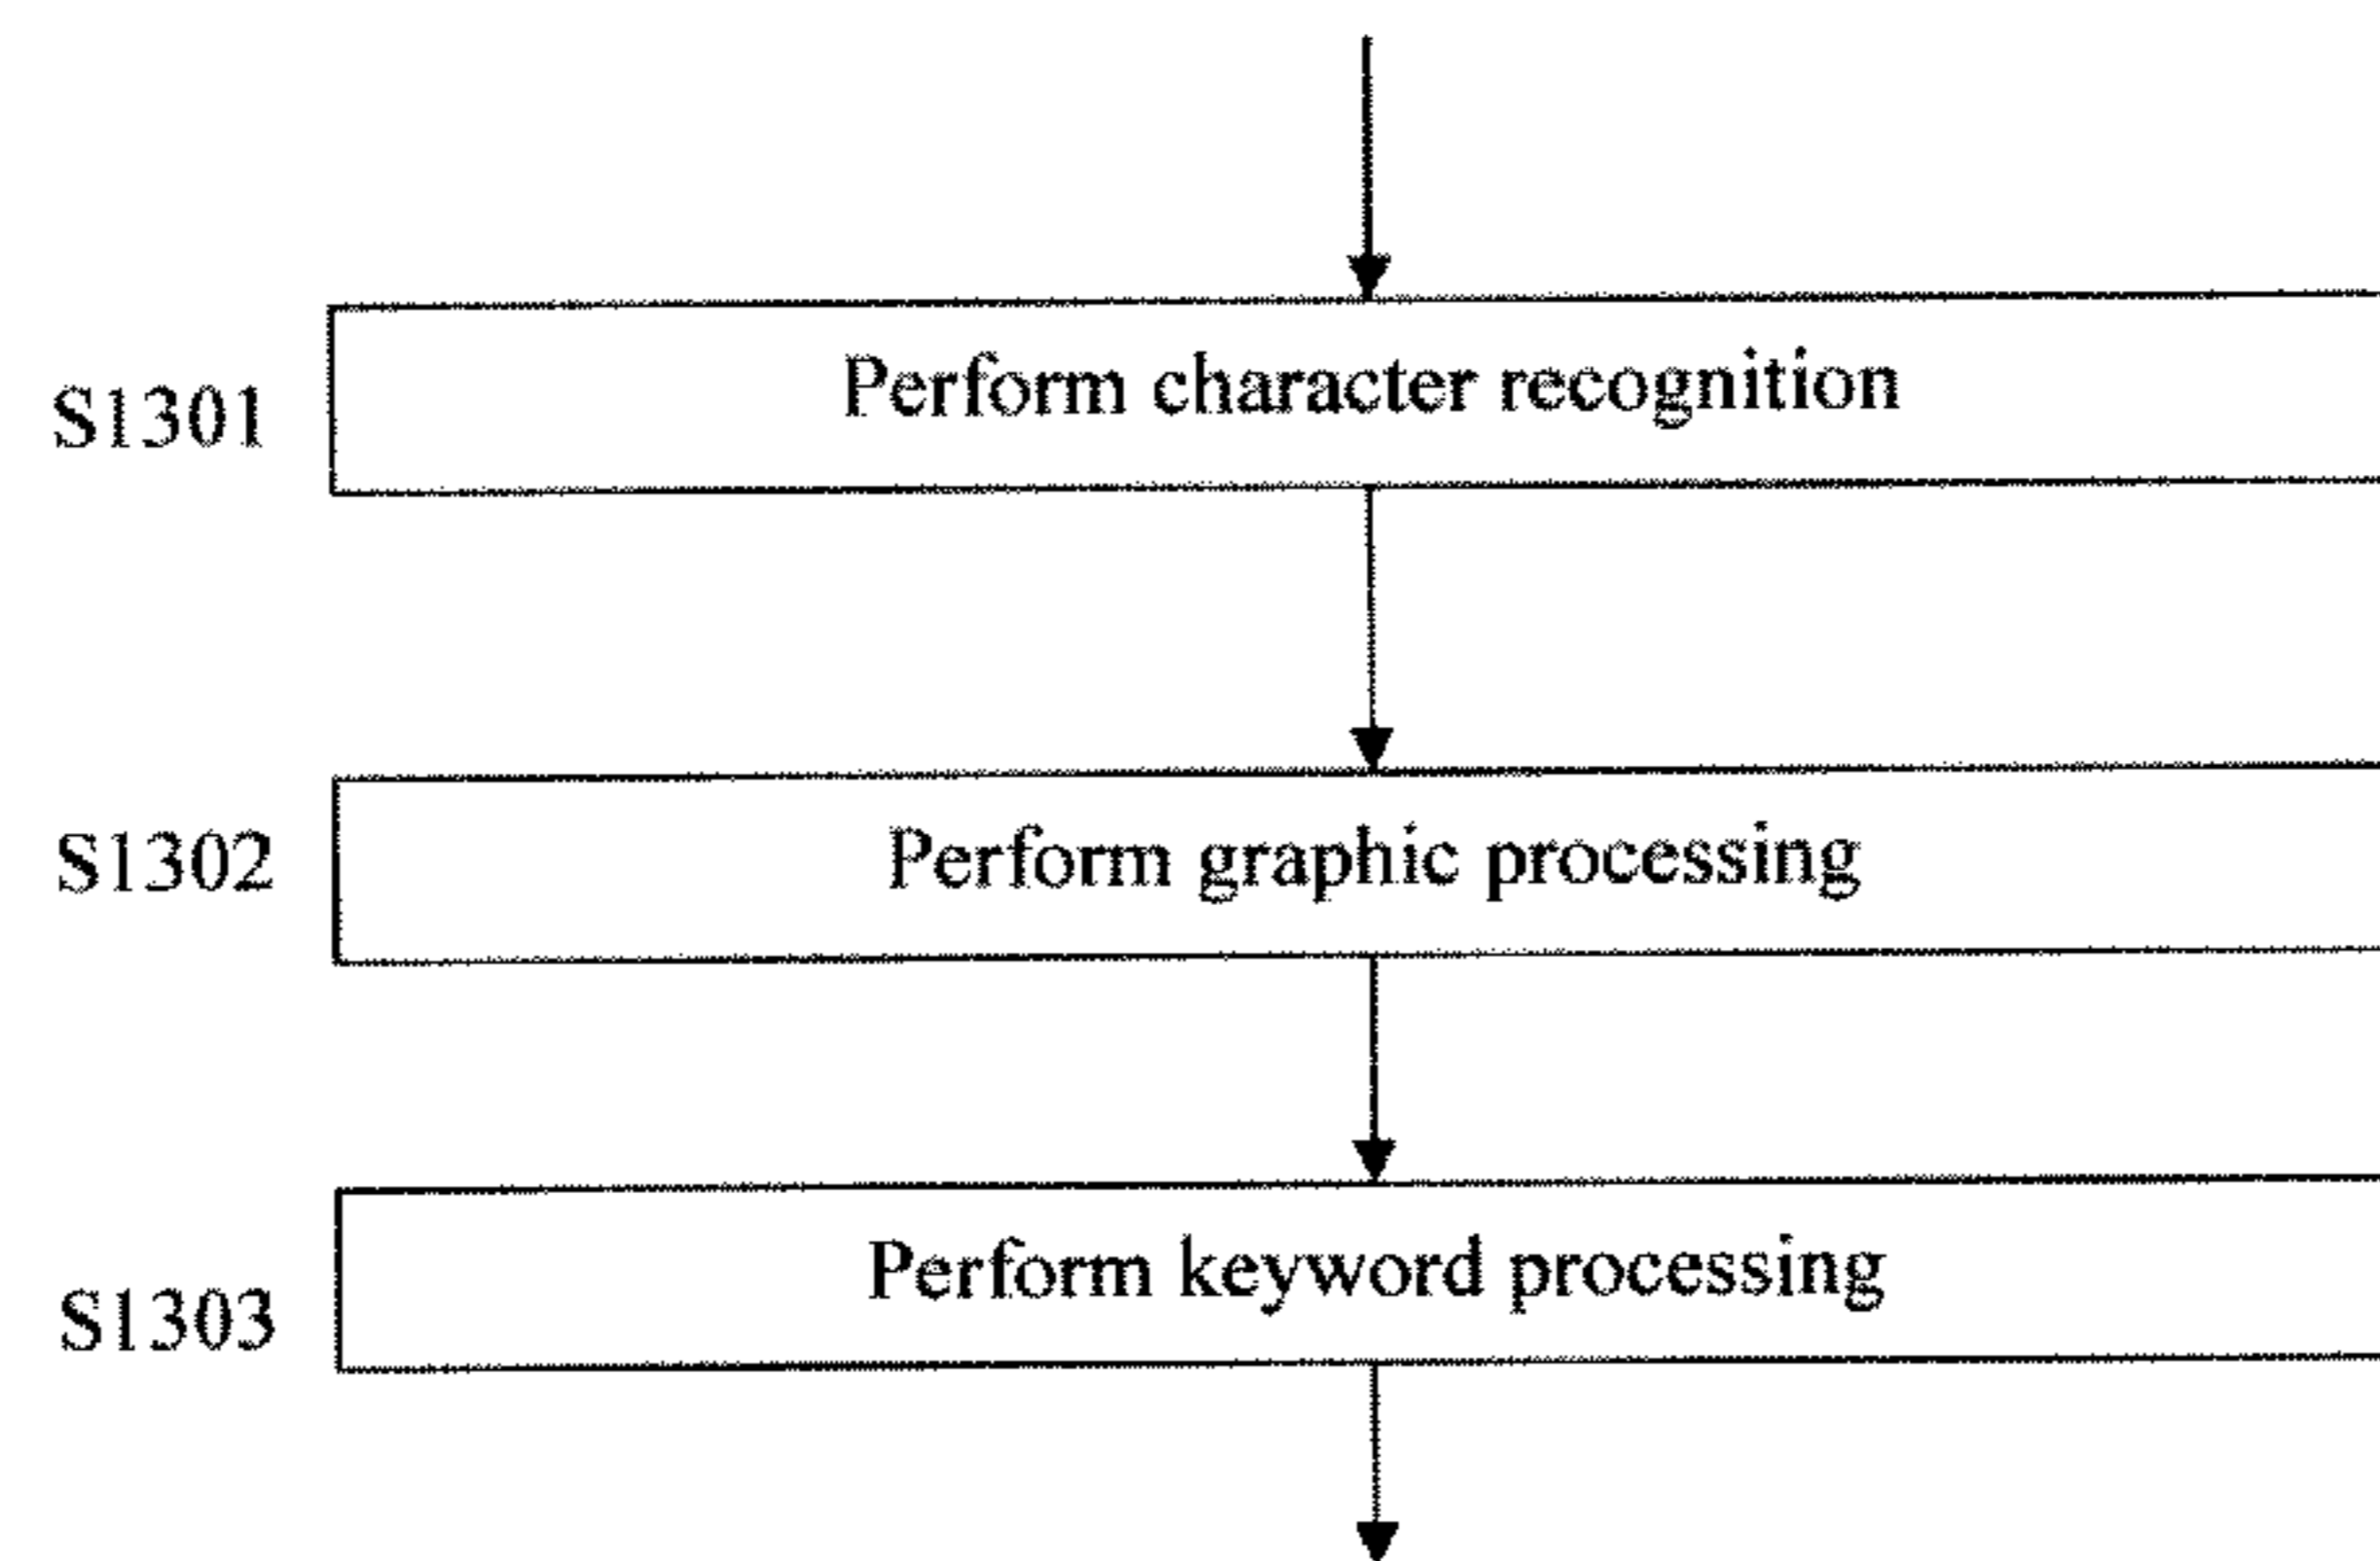 S1301 Perform character recognition
S1302 Perform graphic processing
S1303 Perform keyword processing